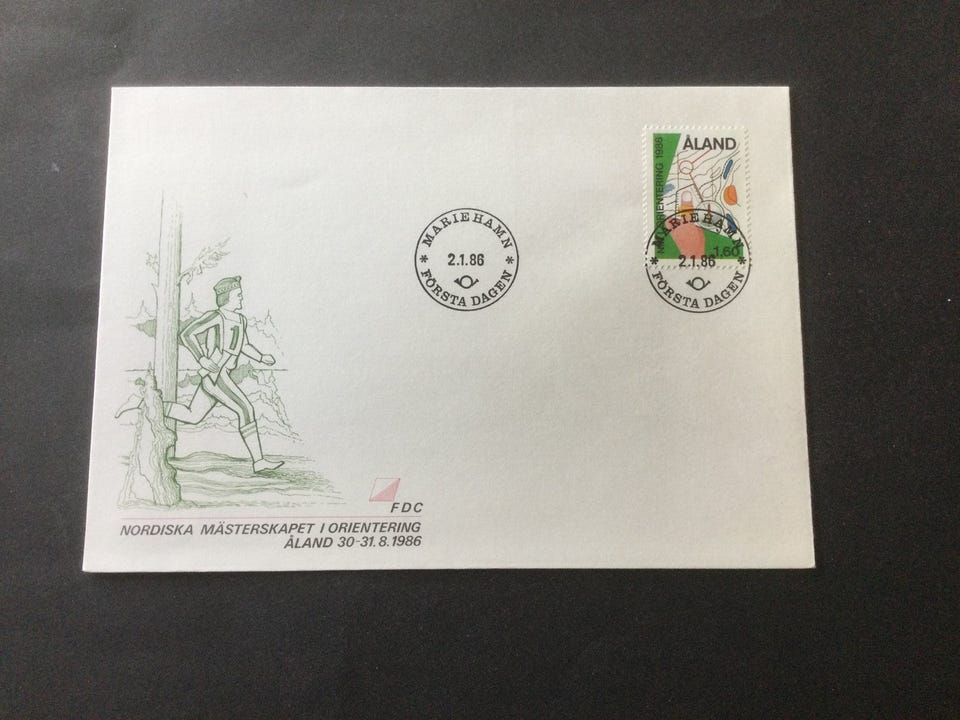 ÅLAND
ORIENTERING 1986
1.60
MARIEHAMN
2.1.86
* FÖRSTA DAGEN *
MARIEHAMN
2.1.86
* FÖRSTA DAGEN *
1
FDC
NORDISKA MÄSTERSKAPET I ORIENTERING
ÅLAND 30-31.8.1986